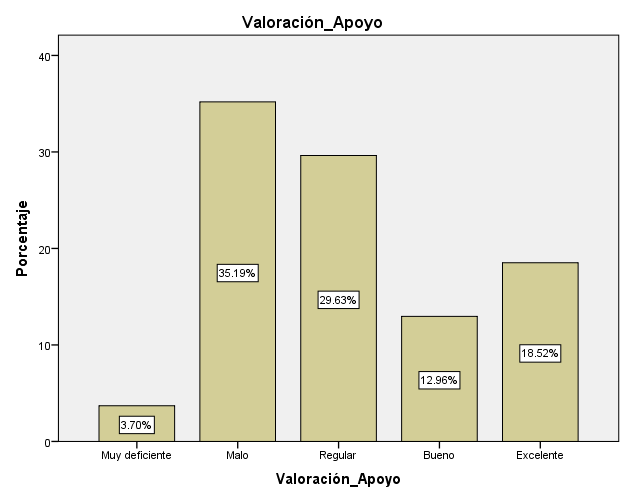 Valoración_Apoyo
40
30
20
10
0
Porcentaje
3.70%
35.19%
29.63%
12.96%
18.52%
Muy deficiente
Malo
Regular
Bueno
Excelente
Valoración_Apoyo